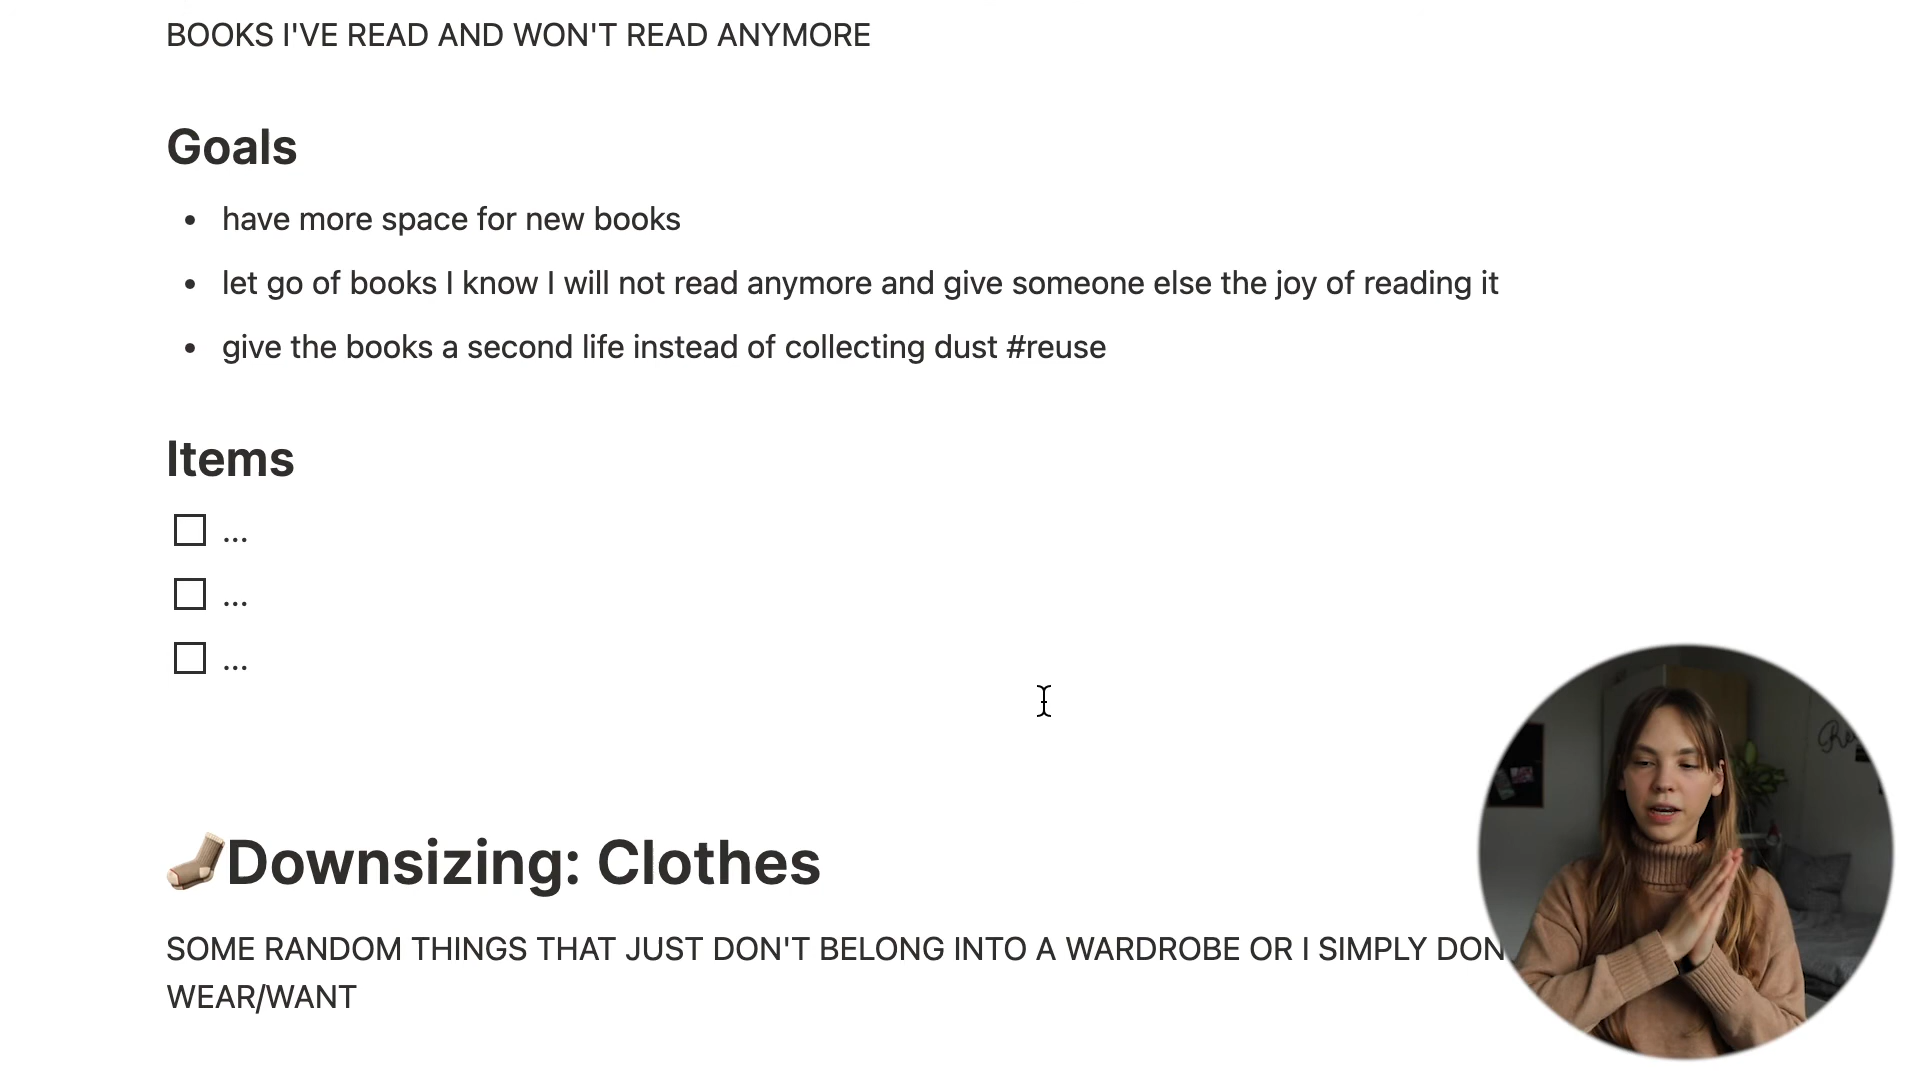 BOOKS I'VE READ AND WON'T READ ANYMORE
Goals
• have more space for new books
• let go of books I know I will not read anymore and give someone else the joy of reading it
• give the books a second life instead of collecting dust #reuse
Items
...
...
...
Downsizing: Clothes
SOME RANDOM THINGS THAT JUST DON'T BELONG INTO A WARDROBE OR I SIMPLY DON
WEAR/WANT